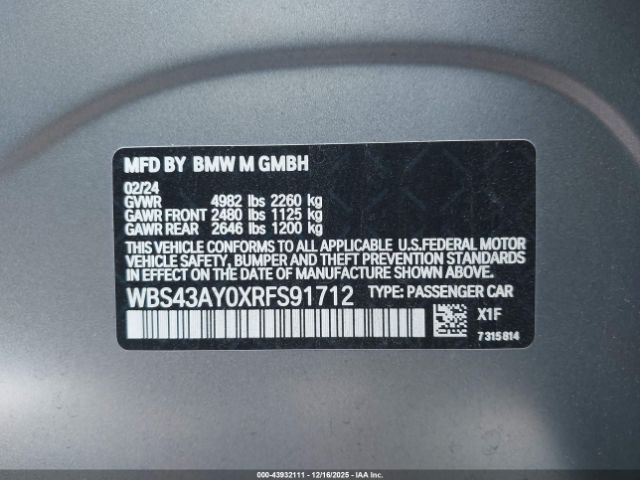 MFD BY BMW M GMBH
02/24
GVWR 4982 lbs 2260 kg
GAWR FRONT 2480 lbs 1125 kg
GAWR REAR 2646 lbs 1200 kg
THIS VEHICLE CONFORMS TO ALL APPLICABLE U.S.FEDERAL MOTOR
VEHICLE SAFETY, BUMPER, AND THEFT PREVENTION
STANDARDS IN EFFECT ON THE DATE OF MANUFACTURE SHOWN ABOVE.
WBS43AY0XRFS91712 TYPE: PASSENGER CAR
X1F
7315814
000-43932111 - 12/16/2025 - IAA Inc.